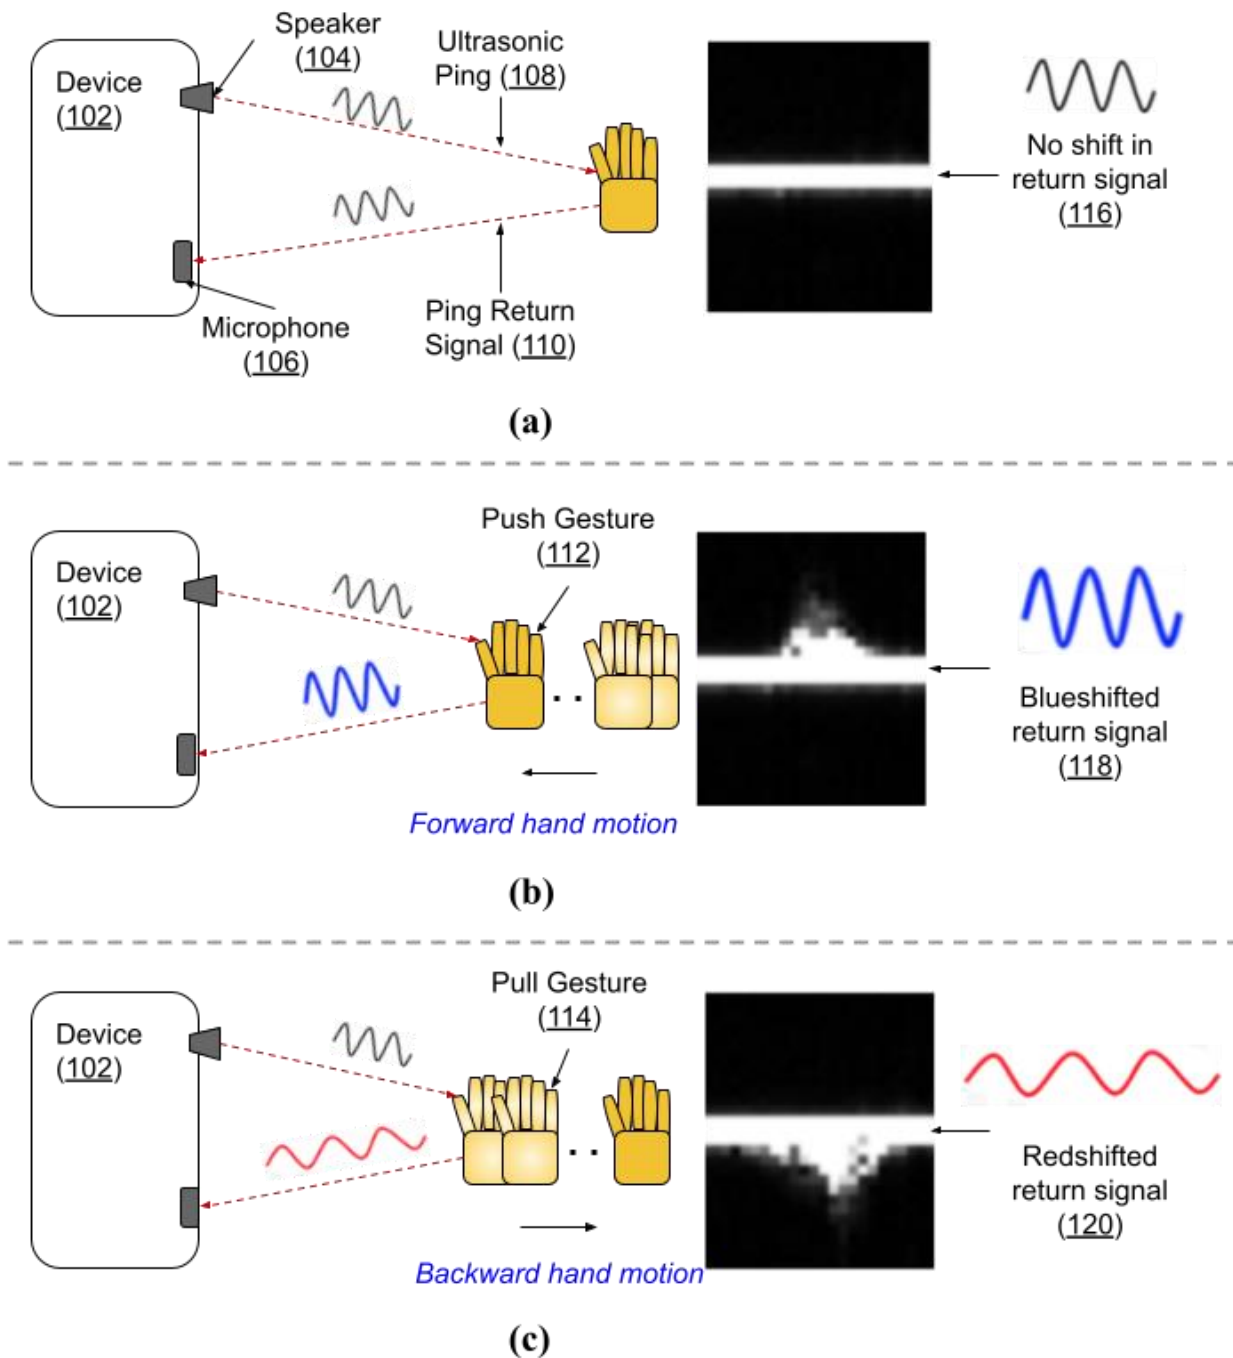 Speaker
(104)
Device
(102)
Ultrasonic
Ping (108)
No shift in
return signal
(116)
Microphone
(106)
Ping Return
Signal (110)
(a)
Push Gesture
(112)
Device
(102)
Blueshifted
return signal
(118)
Forward hand motion
(b)
Pull Gesture
(114)
Device
(102)
Redshifted
return signal
(120)
Backward hand motion
(c)